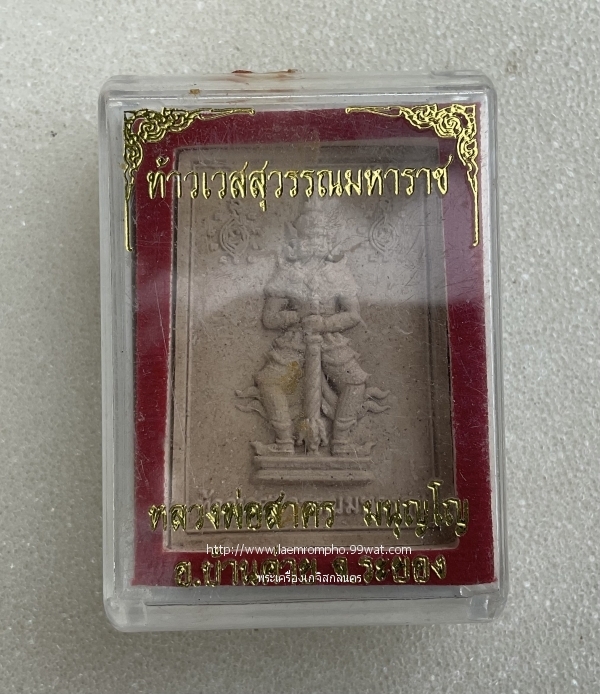 ท้าวเวสสุวรรณมหาราช
หลวงพ่อสาคร มนุญโญ
http://www.laemrompho.99wat.com
อ.บ้านค่าย จ.ระยอง
พระเครื่องเกจิสกลนคร